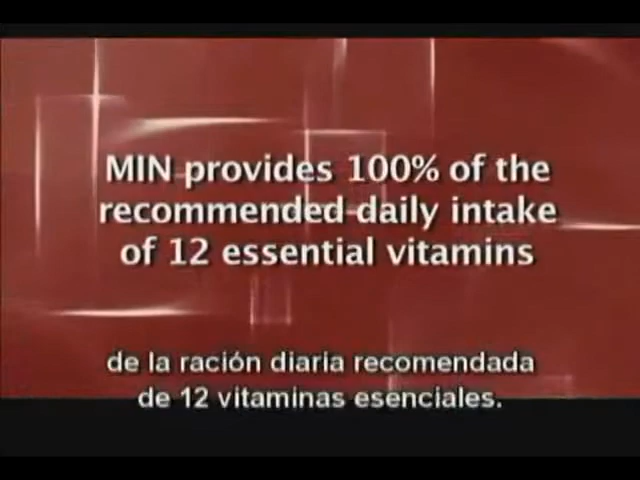 MIN provides 100% of the
recommended daily intake
of 12 essential vitamins
de la ración diaria recomendada
de 12 vitaminas esenciales.